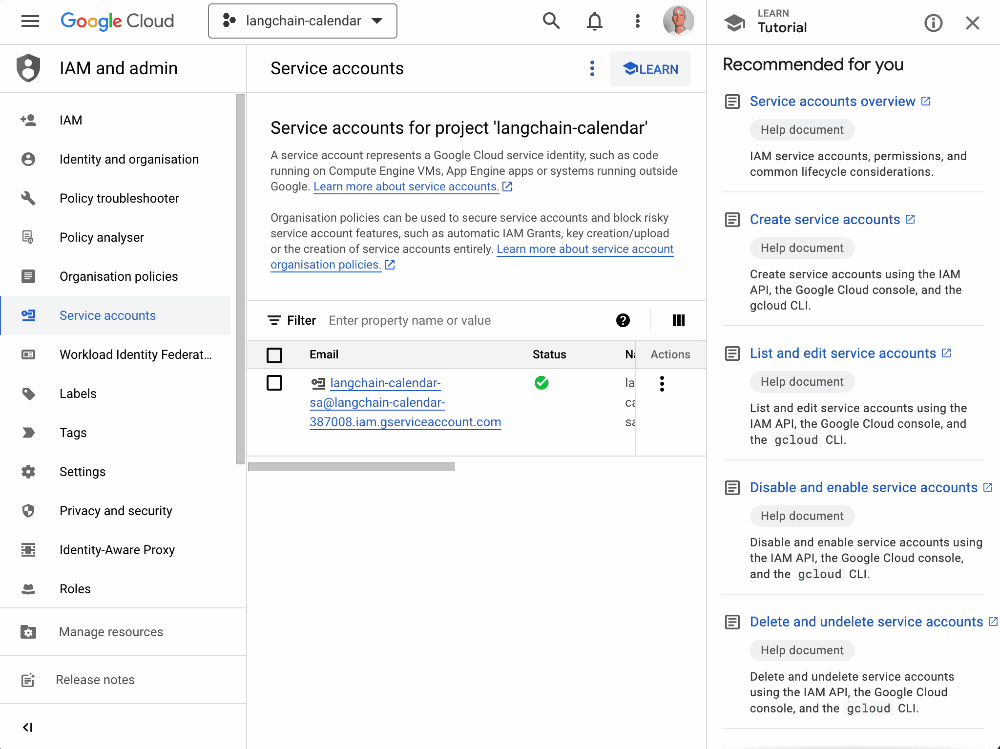 Google Cloud
langchain-calendar
LEARN
Tutorial
IAM and admin
IAM
Identity and organisation
Policy troubleshooter
Policy analyser
Organisation policies
Service accounts
Workload Identity Federat...
Labels
Tags
Settings
Privacy and security
Identity-Aware Proxy
Roles
Manage resources
Release notes
Service accounts
LEARN
Service accounts for project 'langchain-calendar'
A service account represents a Google Cloud service identity, such as code
running on Compute Engine VMs, App Engine apps or systems running outside
Google. Learn more about service accounts.
Organisation policies can be used to secure service accounts and block risky
service account features, such as automatic IAM Grants, key creation/upload
or the creation of service accounts entirely. Learn more about service account
organisation policies.
Filter Enter property name or value
Email Status Actions
langchain-calendar-
sa@langchain-calendar-
387008.iam.gserviceaccount.com
Recommended for you
Service accounts overview
Help document
IAM service accounts, permissions, and
common lifecycle considerations.
Create service accounts
Help document
Create service accounts using the IAM
API, the Google Cloud console, and the
gcloud CLI.
List and edit service accounts
Help document
List and edit service accounts using the
IAM API, the Google Cloud console, and
the gcloud CLI.
Disable and enable service accounts
Help document
Disable and enable service accounts using
the IAM API, the Google Cloud console,
and the gcloud CLI.
Delete and undelete service accounts
Help document
Delete and undelete service accounts
using the IAM API, the Google Cloud
console, and the gcloud CLI.